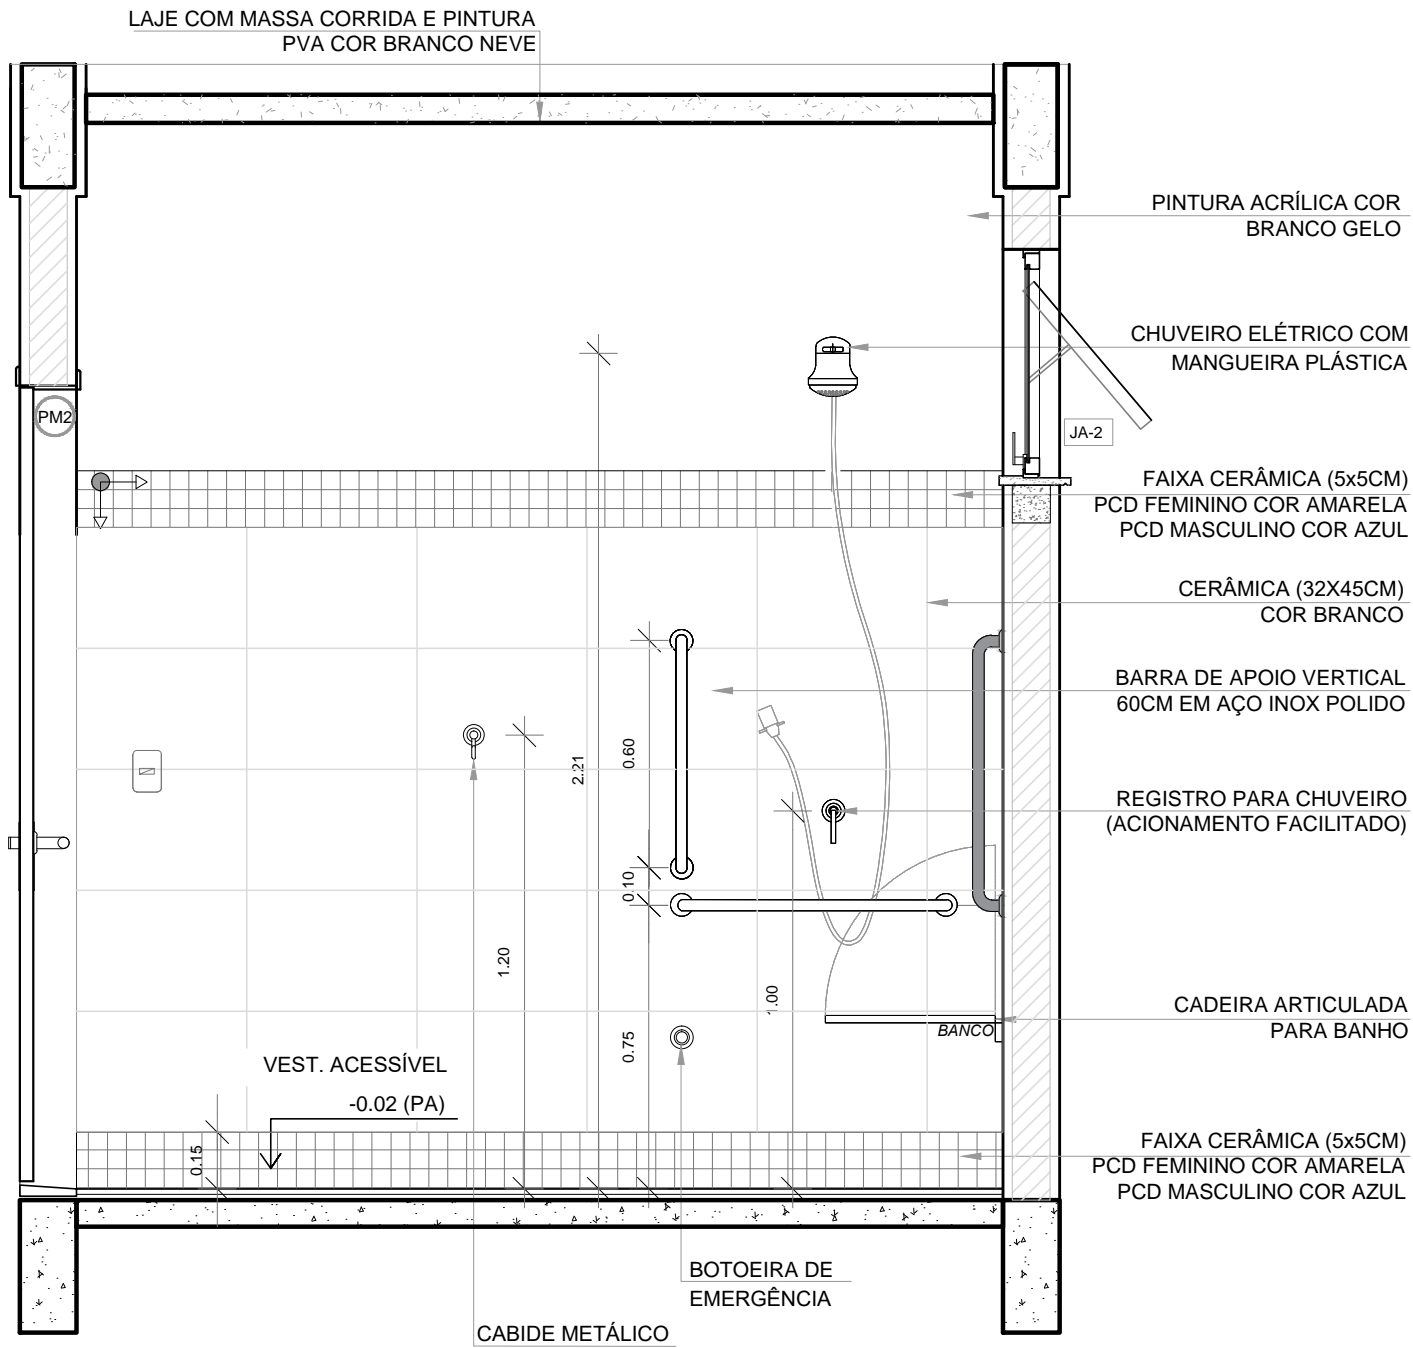 LAJE COM MASSA CORRIDA E PINTURA
PVA COR BRANCO NEVE
PINTURA ACRÍLICA COR
BRANCO GELO
CHUVEIRO ELÉTRICO COM
MANGUEIRA PLÁSTICA
PM2
JA-2
FAIXA CERÂMICA (5x5CM)
PCD FEMININO COR AMARELA
PCD MASCULINO COR AZUL
CERÂMICA (32X45CM)
COR BRANCO
BARRA DE APOIO VERTICAL
60CM EM AÇO INOX POLIDO
2.21
0.60
REGISTRO PARA CHUVEIRO
(ACIONAMENTO FACILITADO)
0.10
1.20
1.00
0.75
CADEIRA ARTICULADA
PARA BANHO
BANCO
VEST. ACESSÍVEL
-0.02 (PA)
0.15
FAIXA CERÂMICA (5x5CM)
PCD FEMININO COR AMARELA
PCD MASCULINO COR AZUL
BOTOEIRA DE
EMERGÊNCIA
CABIDE METÁLICO